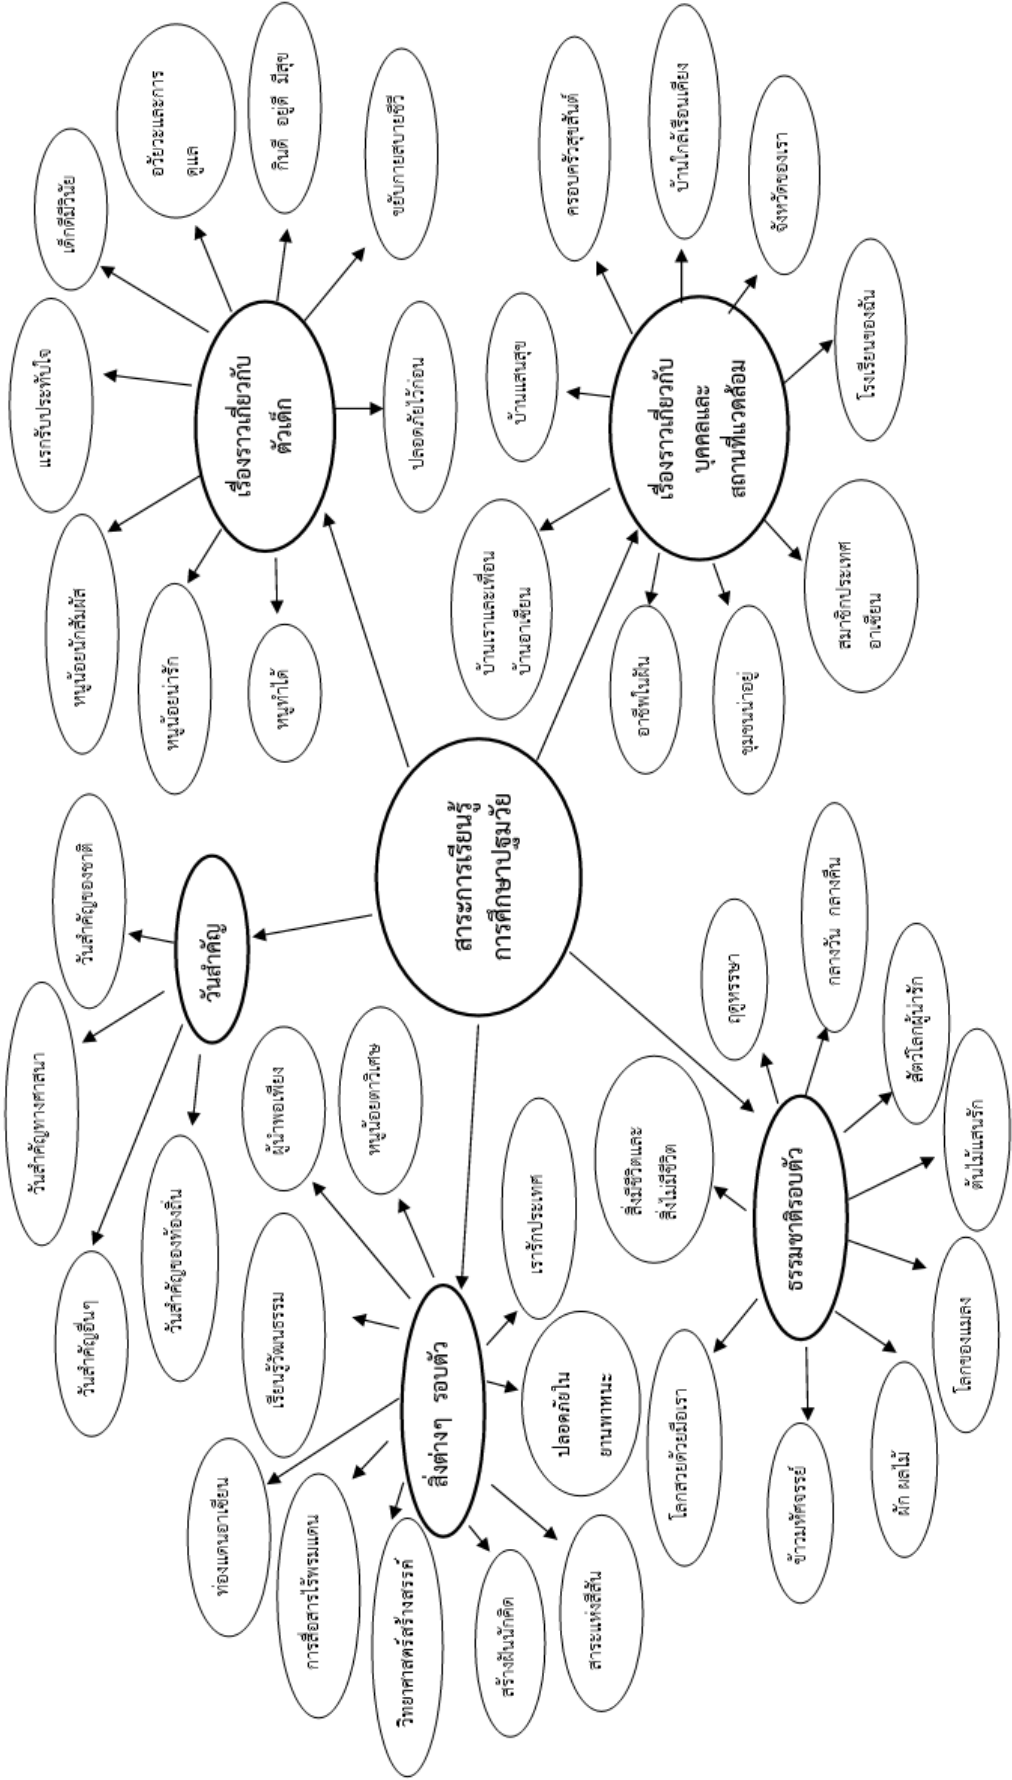 สาระการเรียนรู้
การศึกษาปฐมวัย
วันสำคัญ
วันสำคัญของชาติ
วันสำคัญทางศาสนา
วันสำคัญอื่นๆ
วันสำคัญของท้องถิ่น
เรื่องราวเกี่ยวกับ
ตัวเด็ก
หนูทำได้
หนูน้อยน่ารัก
หนูน้อยนักสัมผัส
แรกรับประทับใจ
เด็กดีมีวินัย
อวัยวะและการ
ดูแล
กินดี อยู่ดี มีสุข
ขยับกายสบายชีวี
ปลอดภัยไว้ก่อน
เรื่องราวเกี่ยวกับ
บุคคลและ
สถานที่แวดล้อม
บ้านเราและเพื่อน
บ้านอาเซียน
บ้านแสนสุข
ครอบครัวสุขสันต์
บ้านใกล้เรือนเคียง
จังหวัดของเรา
โรงเรียนของฉัน
สมาชิกประเทศ
อาเซียน
ชุมชนน่าอยู่
อาชีพในฝัน
สิ่งต่างๆ รอบตัว
หนูน้อยตาวิเศษ
ผู้นำพอเพียง
เรียนรู้วัฒนธรรม
ท่องแดนอาเซียน
การสื่อสารไร้พรมแดน
วิทยาศาสตร์สร้างสรรค์
สร้างฝันนักคิด
สาระแห่งสีสัน
ปลอดภัยใน
ยานพาหนะ
เรารักประเทศ
ธรรมชาติรอบตัว
สิ่งมีชีวิตและ
สิ่งไม่มีชีวิต
ฤดูหรรษา
กลางวัน กลางคืน
สัตว์โลกผู้น่ารัก
ต้นไม้แสนรัก
โลกของแมลง
ผัก ผลไม้
ข้าวมหัศจรรย์
โลกสวยด้วยมือเรา